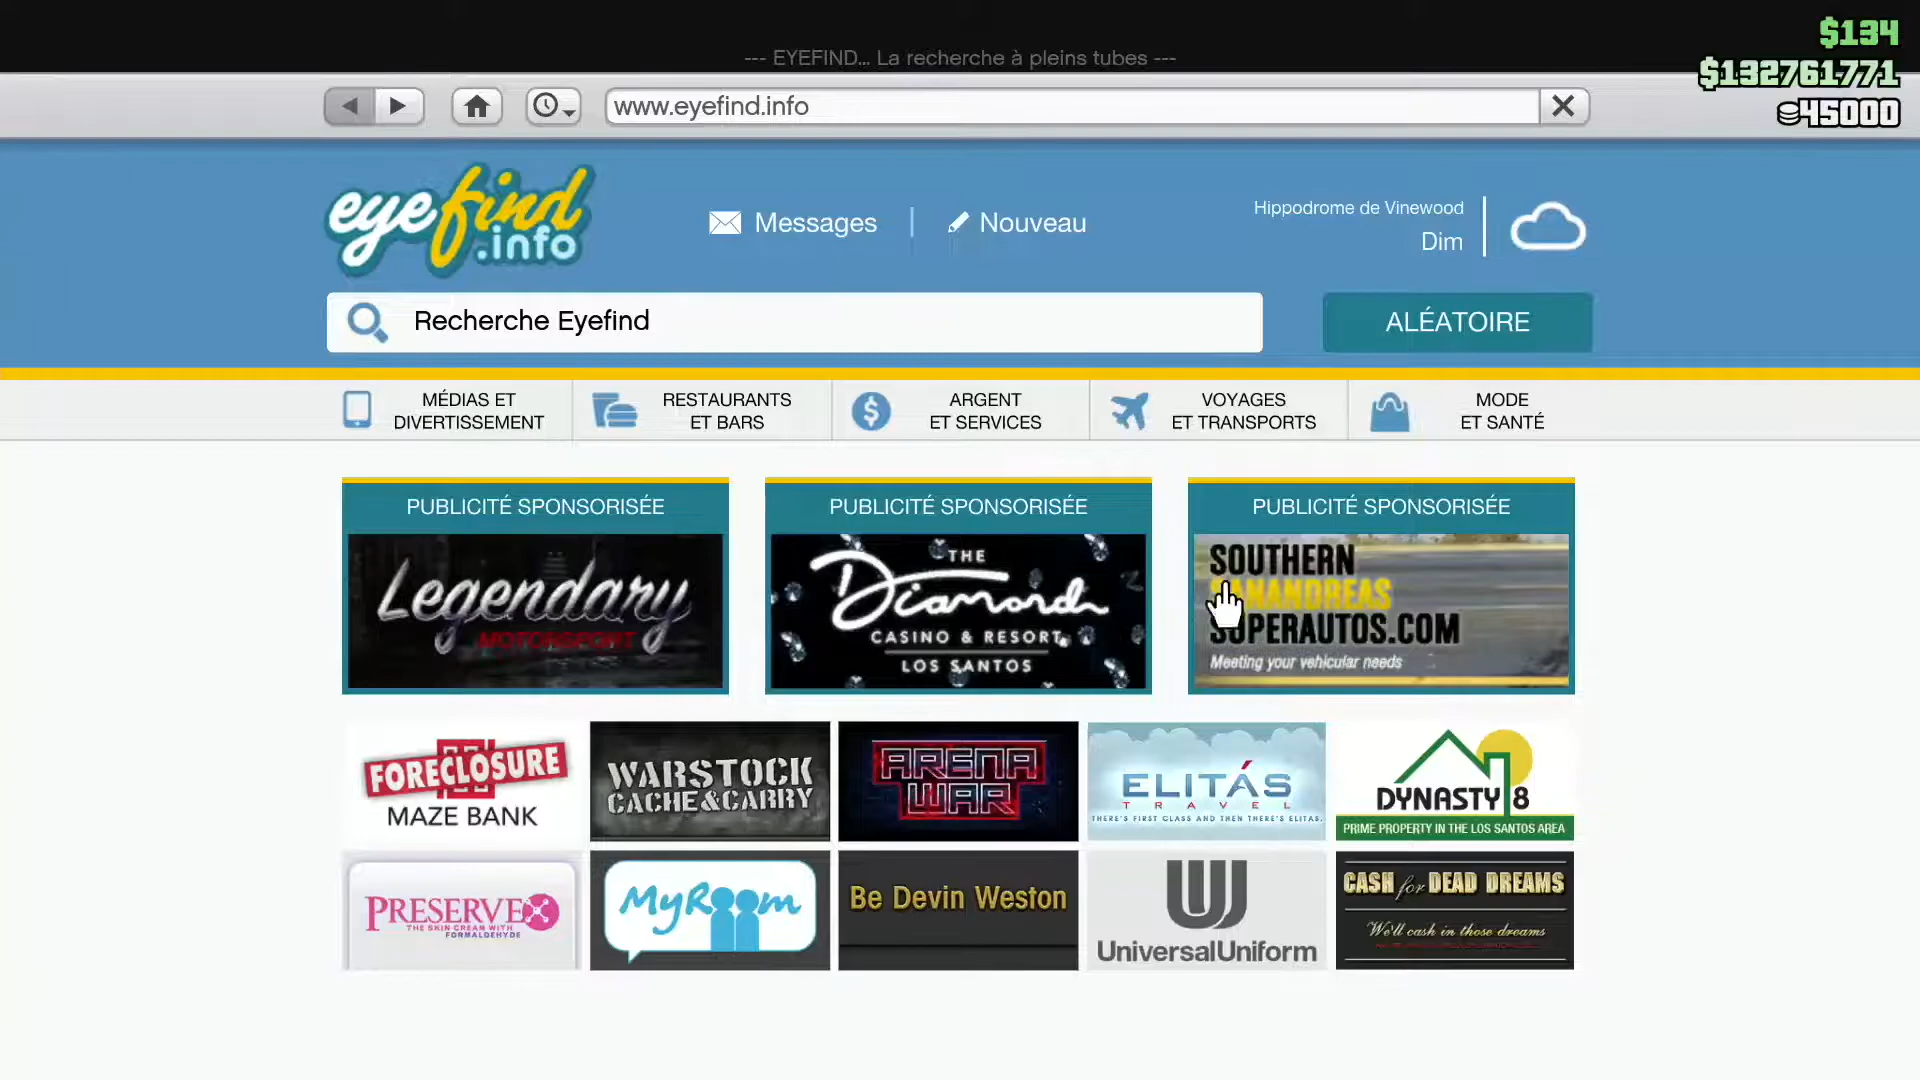 $134
--- EYEFIND... La recherche à pleins tubes ---
$132761771
45000
www.eyefind.info
eyefind
.info
Messages
Nouveau
Hippodrome de Vinewood
Dim
Recherche Eyefind
ALÉATOIRE
MÉDIAS ET
DIVERTISSEMENT
RESTAURANTS
ET BARS
ARGENT
ET SERVICES
VOYAGES
ET TRANSPORTS
MODE
ET SANTÉ
PUBLICITÉ SPONSORISÉE
Legendary
MOTORSPORT
PUBLICITÉ SPONSORISÉE
THE
Diamond
CASINO & RESORT
LOS SANTOS
PUBLICITÉ SPONSORISÉE
SOUTHERN
SANANDREAS
SUPERAUTOS.COM
Meeting your vehicular needs
FORECLOSURE
MAZE BANK
WARSTOCK
CACHE&CARRY
ARENA
WAR
ELITÁS
TRAVEL
THERE'S FIRST CLASS AND THEN THERE'S ELITAS.
DYNASTY 8
PRIME PROPERTY IN THE LOS SANTOS AREA
PRESERVEX
THE SKIN CREAM WITH
FORMALDEHYDE
MyRoom
Be Devin Weston
UniversalUniform
CASH for DEAD DREAMS
We'll cash in those dreams